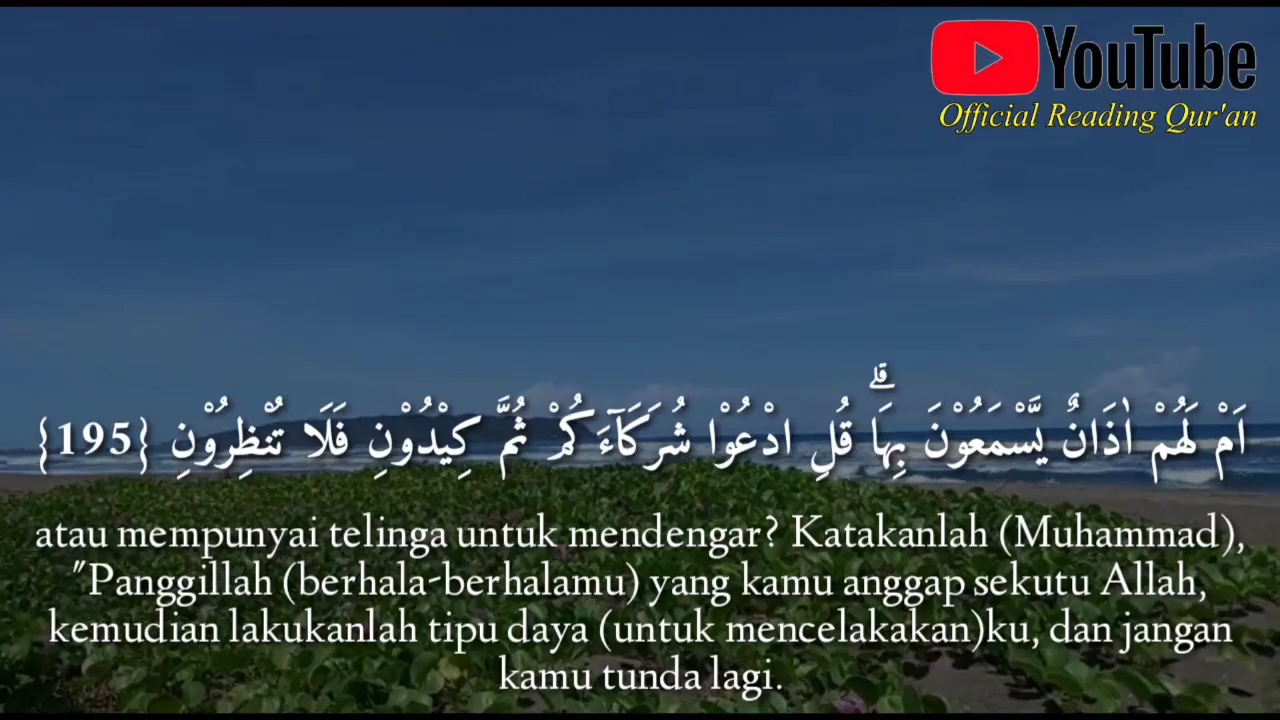 YouTube
Official Reading Qur'an
اَمْ لَهُمْ اٰذَانٌ يَّسْمَعُوْنَ بِهَاۗ قُلِ ادْعُوْا شُرَكَاۤءَكُمْ ثُمَّ كِيْدُوْنِ فَلَا تُنْظِرُوْنِ {195}
atau mempunyai telinga untuk mendengar? Katakanlah (Muhammad),
"Panggillah (berhala-berhalamu) yang kamu anggap sekutu Allah,
kemudian lakukanlah tipu daya (untuk mencelakakan)ku, dan jangan
kamu tunda lagi.